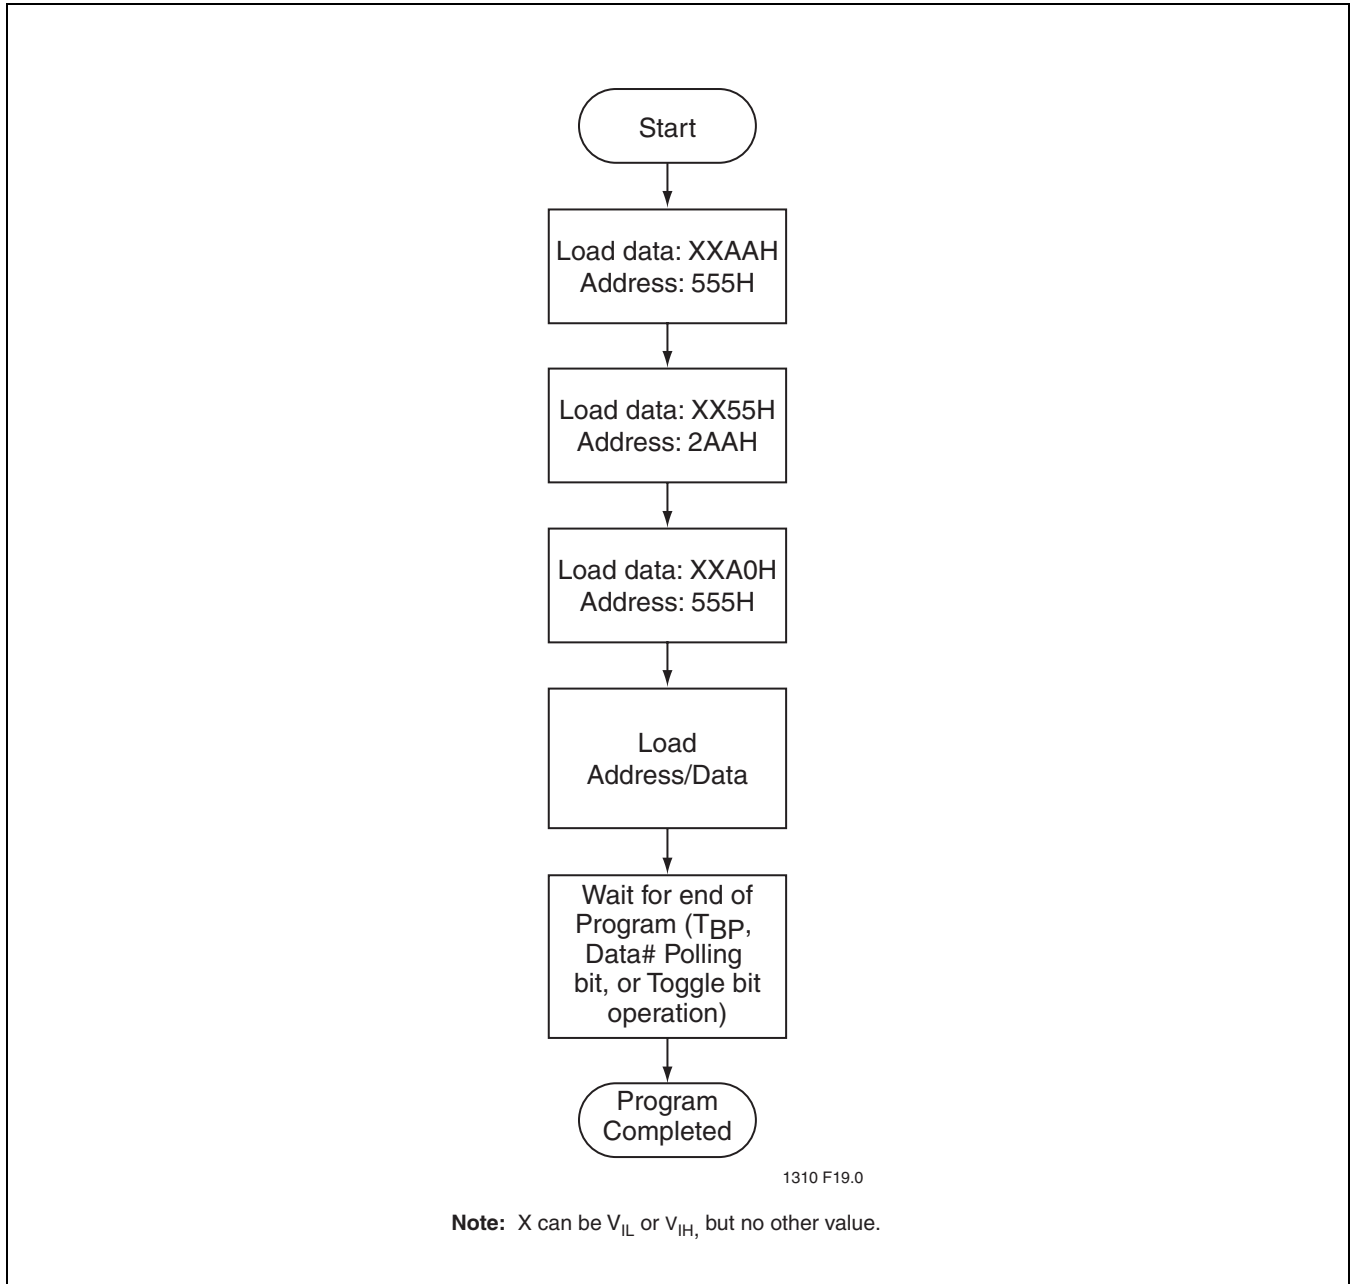 Start
Load data: XXAAH
Address: 555H
Load data: XX55H
Address: 2AAH
Load data: XXA0H
Address: 555H
Load
Address/Data
Wait for end of
Program (TBP,
Data# Polling
bit, or Toggle bit
operation)
Program
Completed
1310 F19.0
Note: X can be VIL or VIH, but no other value.